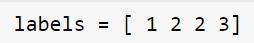 labels = [ 1 2 2 3]